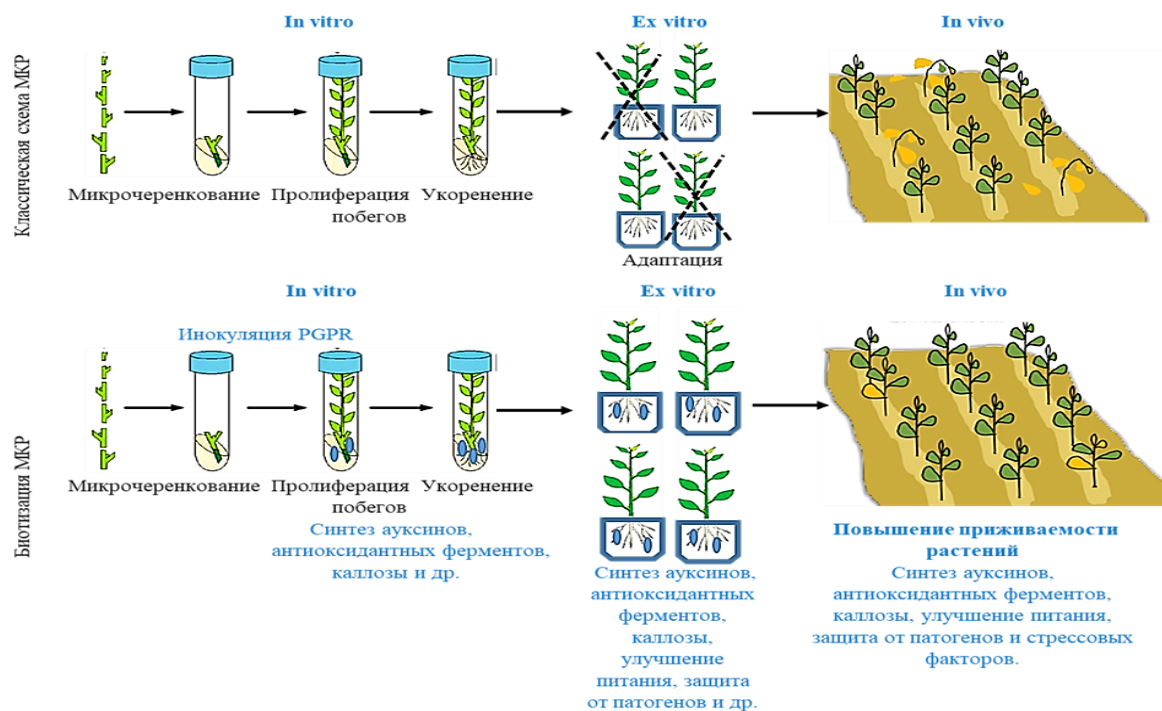 In vitro
Ex vitro
In vivo
Классическая схема МКР
Микрочеренкование
Пролиферация
побегов
Укоренение
Адаптация
In vitro
Ex vitro
In vivo
Биотизация МКР
Инокуляция PGPR
Микрочеренкование
Пролиферация
побегов
Укоренение
Синтез ауксинов,
антиоксидантных ферментов,
каллозы и др.
Синтез ауксинов,
антиоксидантных
ферментов,
каллозы,
улучшение
питания, защита
от патогенов и др.
Повышение приживаемости
растений
Синтез ауксинов,
антиоксидантных ферментов,
каллозы, улучшение питания,
защита от патогенов и стрессовых
факторов.